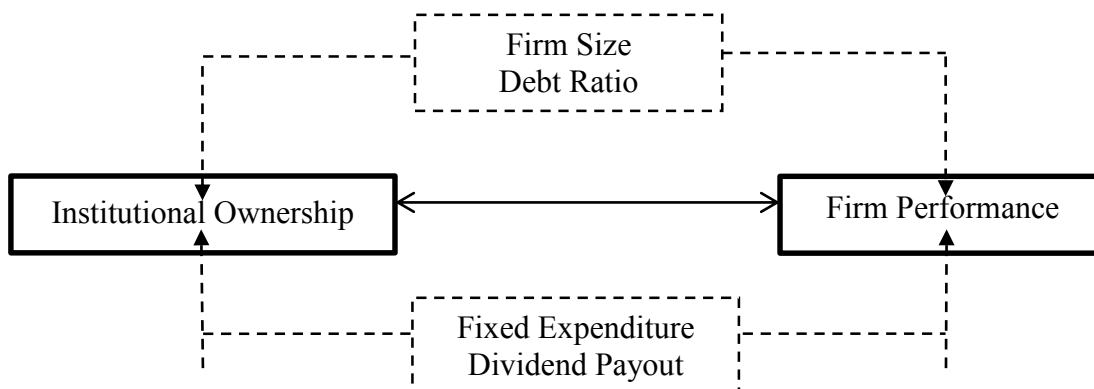 Firm Size
Debt Ratio
Institutional Ownership
Firm Performance
Fixed Expenditure
Dividend Payout